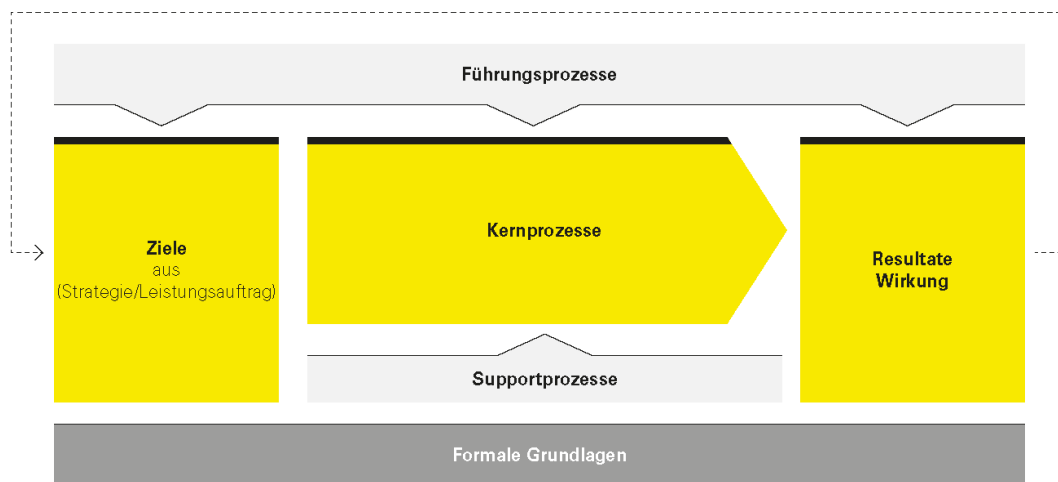 Führungsprozesse
Ziele
aus
(Strategie/Leistungsauftrag)
Kernprozesse
Resultate
Wirkung
Supportprozesse
Formale Grundlagen